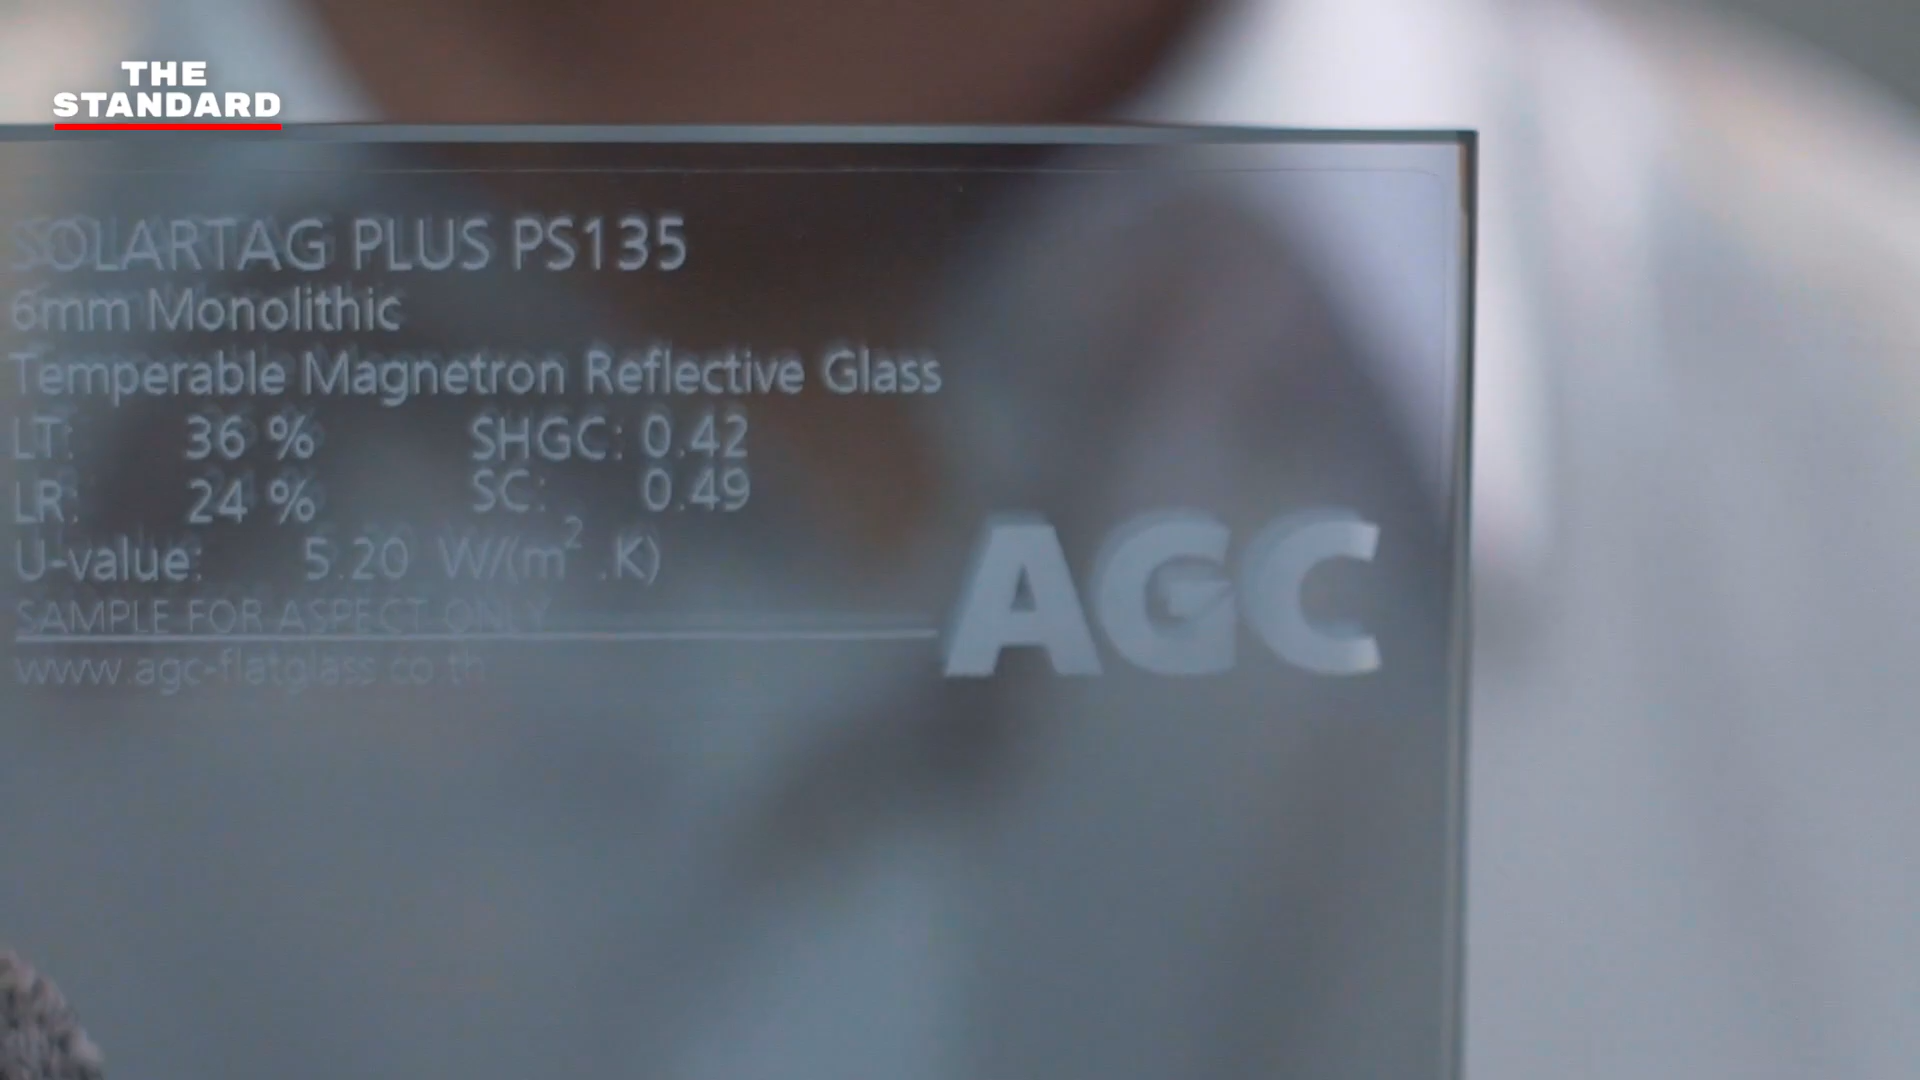 THE
STANDARD
SOLARTAG PLUS PS135
6mm Monolithic
Temperable Magnetron Reflective Glass
LT: 36 % SHGC: 0.42
LR: 24 % SC: 0.49
U-value: 5.20 W/(m² .K)
SAMPLE FOR ASPECT ONLY
www.agc-flatglass.co.th
AGC